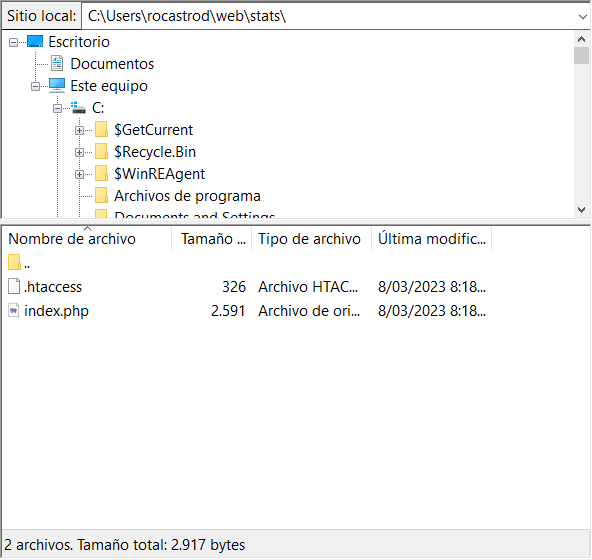 Sitio local: C:\Users\rocastrod\web\stats\
Escritorio
Documentos
Este equipo
C:
$GetCurrent
$Recycle.Bin
$WinREAgent
Archivos de programa
Documents and Settings
Nombre de archivo Tamaño ... Tipo de archivo Última modific...
..
.htaccess 326 Archivo HTAC... 8/03/2023 8:18...
index.php 2.591 Archivo de ori... 8/03/2023 8:18...
2 archivos. Tamaño total: 2.917 bytes